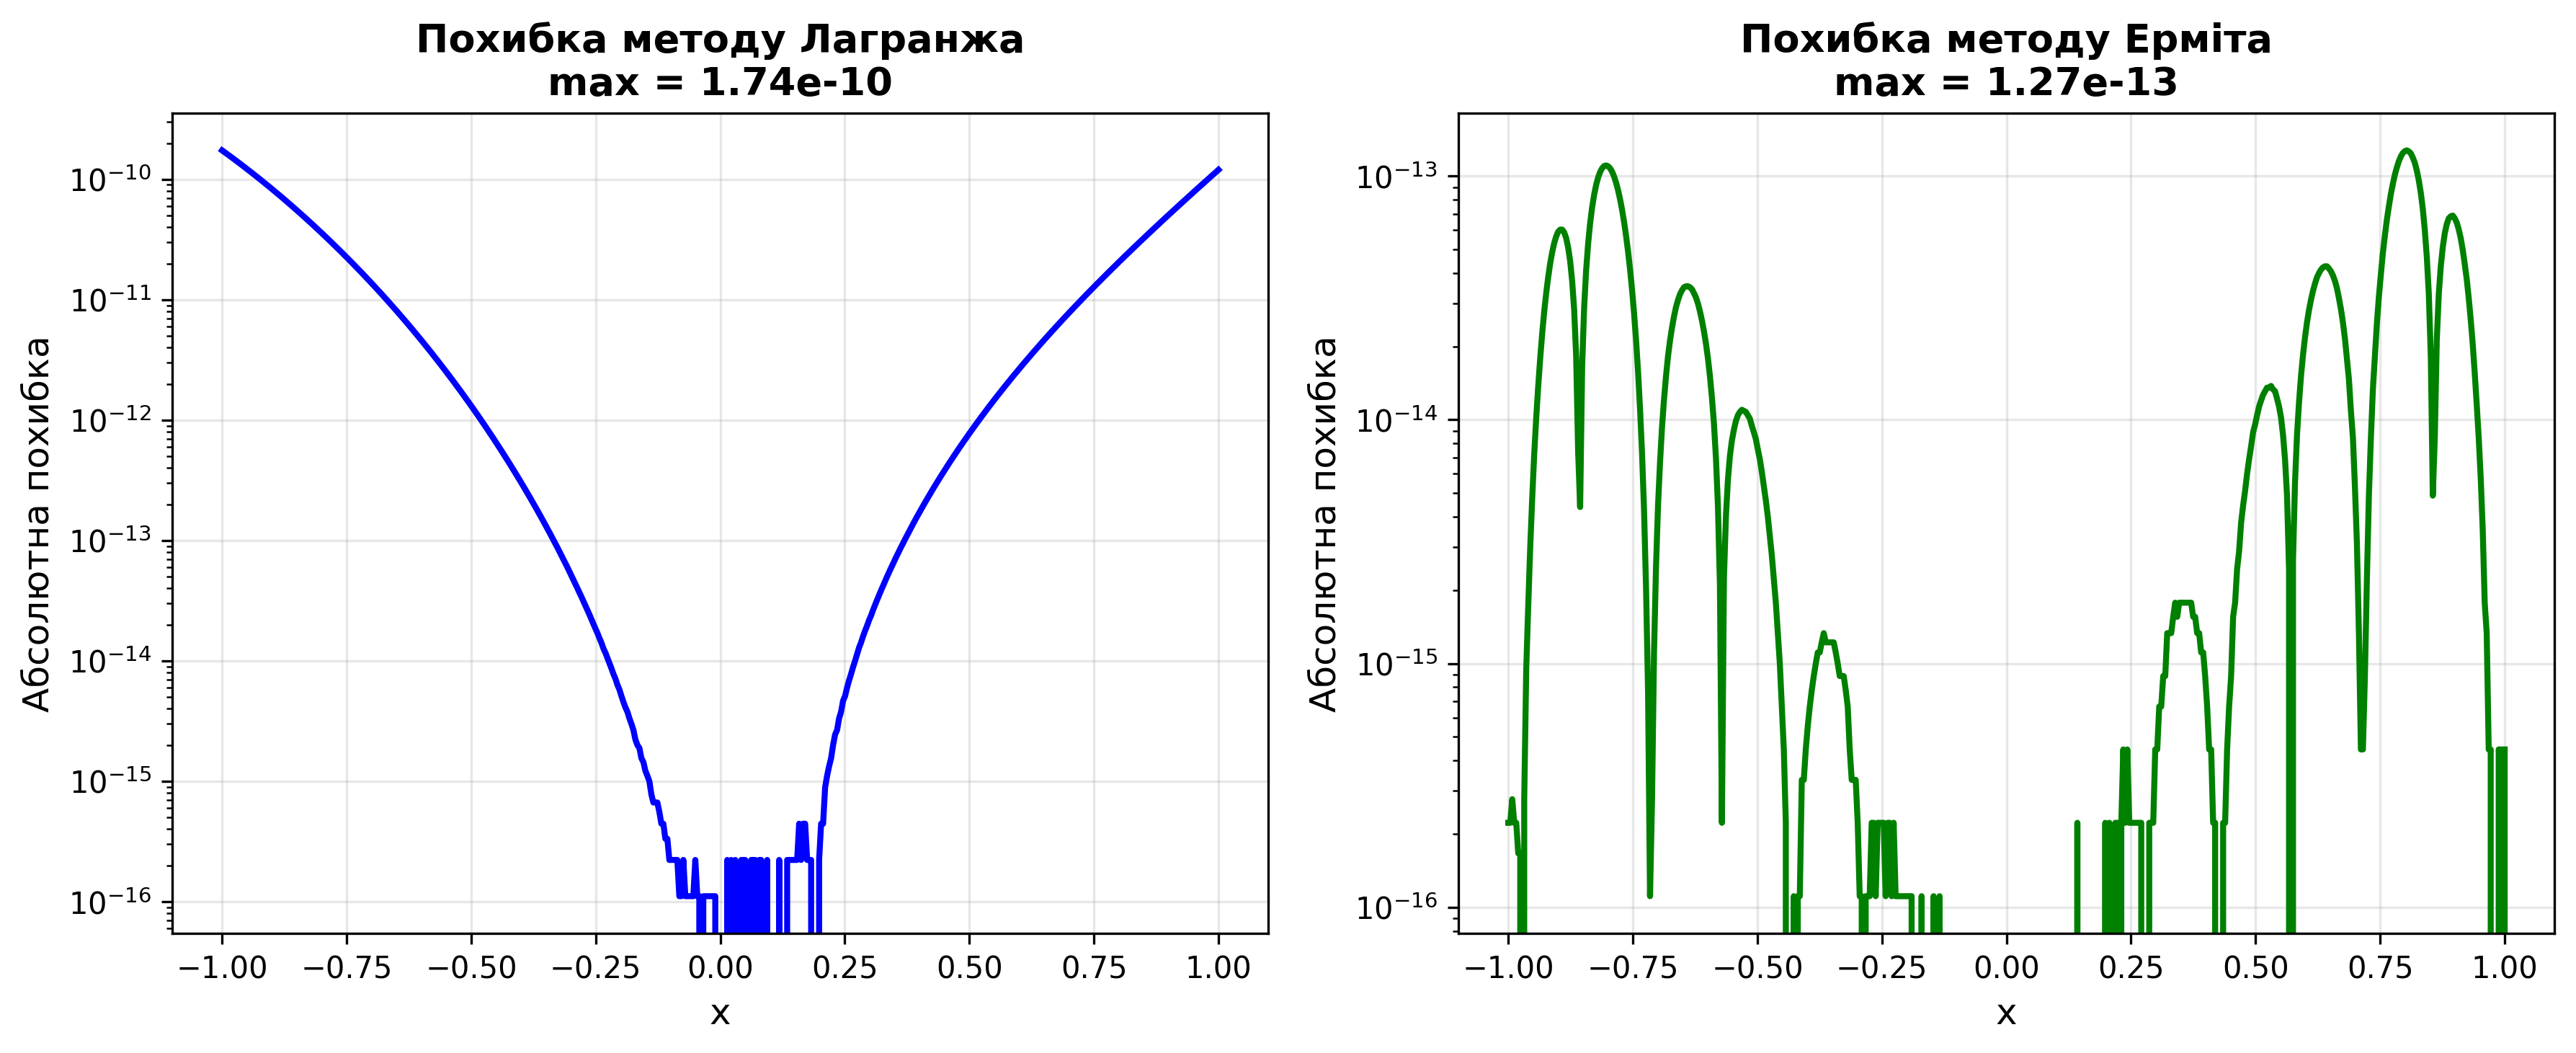 Похибка методу Лагранжа
max = 1.74e-10
10⁻¹⁰
10⁻¹¹
10⁻¹²
10⁻¹³
10⁻¹⁴
10⁻¹⁵
10⁻¹⁶
Абсолютна похибка
−1.00 −0.75 −0.50 −0.25 0.00 0.25 0.50 0.75 1.00
x
Похибка методу Ерміта
max = 1.27e-13
10⁻¹³
10⁻¹⁴
10⁻¹⁵
10⁻¹⁶
Абсолютна похибка
−1.00 −0.75 −0.50 −0.25 0.00 0.25 0.50 0.75 1.00
x